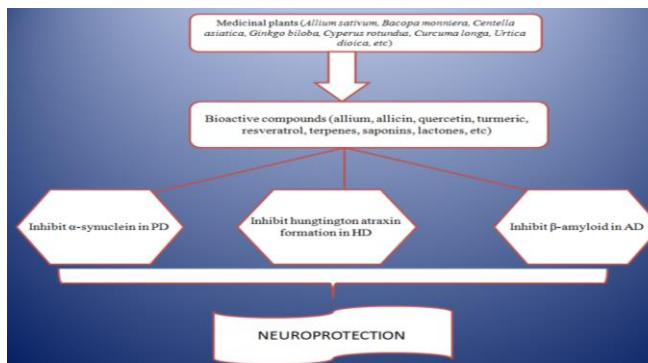 Medicinal plants (Allium sativum, Bacopa monniera, Centella
asiatica, Ginkgo biloba, Cyperus rotundus, Curcuma longa, Urtica
dioica, etc)
Bioactive compounds (allium, allicin, quercetin, turmeric,
resveratrol, terpenes, saponins, lactones, etc)
Inhibit α-synuclein in PD
Inhibit hungtington atraxin
formation in HD
Inhibit β-amyloid in AD
NEUROPROTECTION